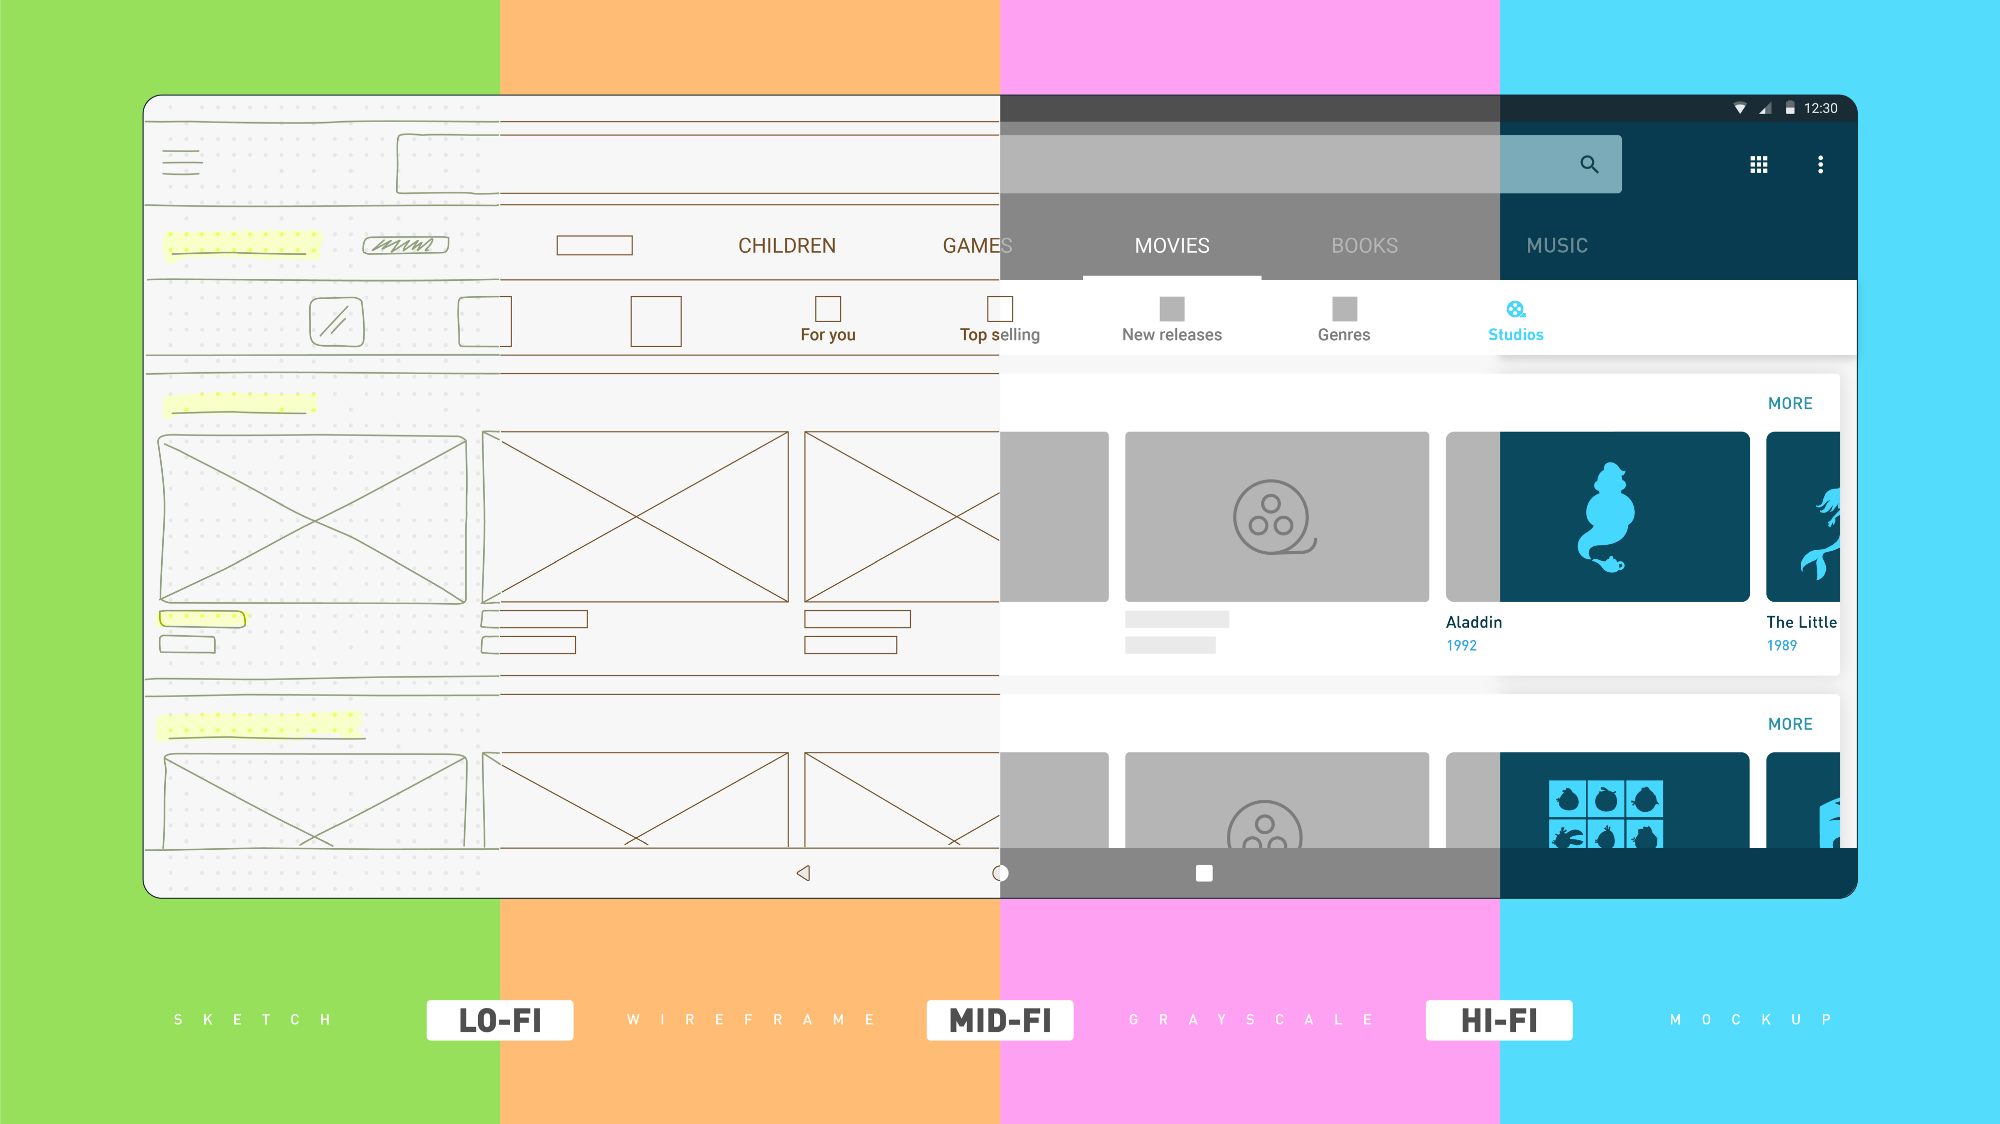 12:30
CHILDREN GAMES MOVIES BOOKS MUSIC
For you Top selling New releases Genres Studios
MORE
Aladdin The Little
1992 1989
MORE
SKETCH LO-FI WIREFRAME MID-FI GRAYSCALE HI-FI MOCKUP